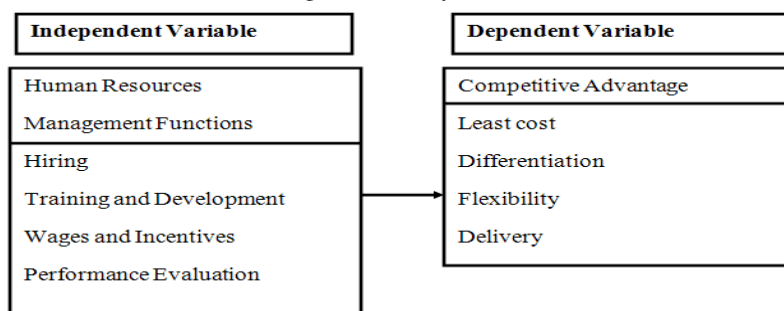 Independent Variable
Human Resources
Management Functions
Hiring
Training and Development
Wages and Incentives
Performance Evaluation
Dependent Variable
Competitive Advantage
Least cost
Differentiation
Flexibility
Delivery